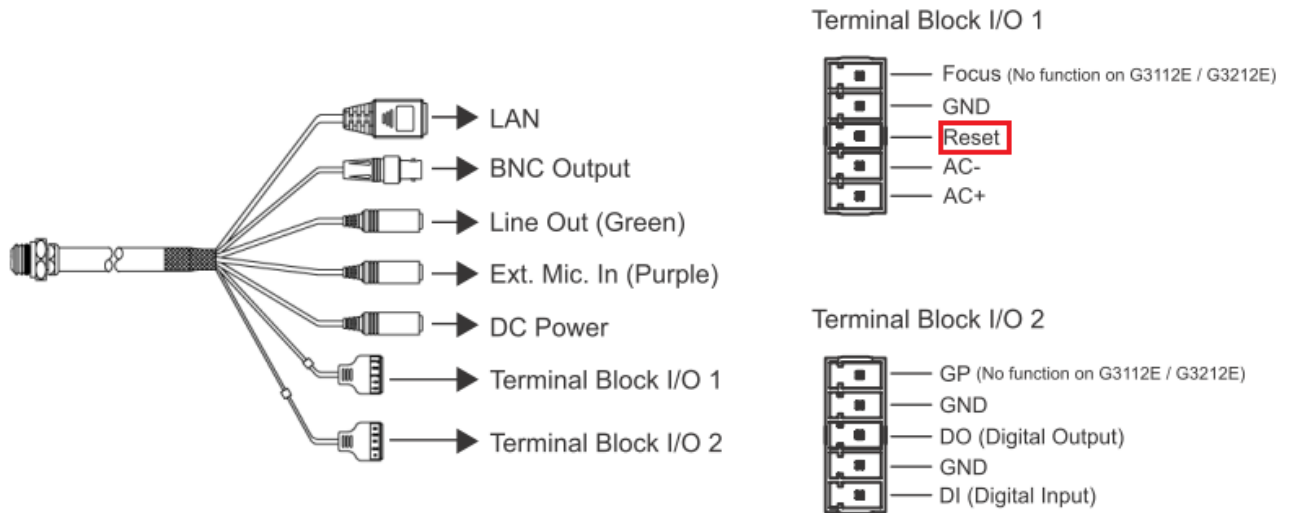 LAN
BNC Output
Line Out (Green)
Ext. Mic. In (Purple)
DC Power
Terminal Block I/O 1
Terminal Block I/O 2
Terminal Block I/O 1
Focus (No function on G3112E / G3212E)
GND
Reset
AC-
AC+
Terminal Block I/O 2
GP (No function on G3112E / G3212E)
GND
DO (Digital Output)
GND
DI (Digital Input)